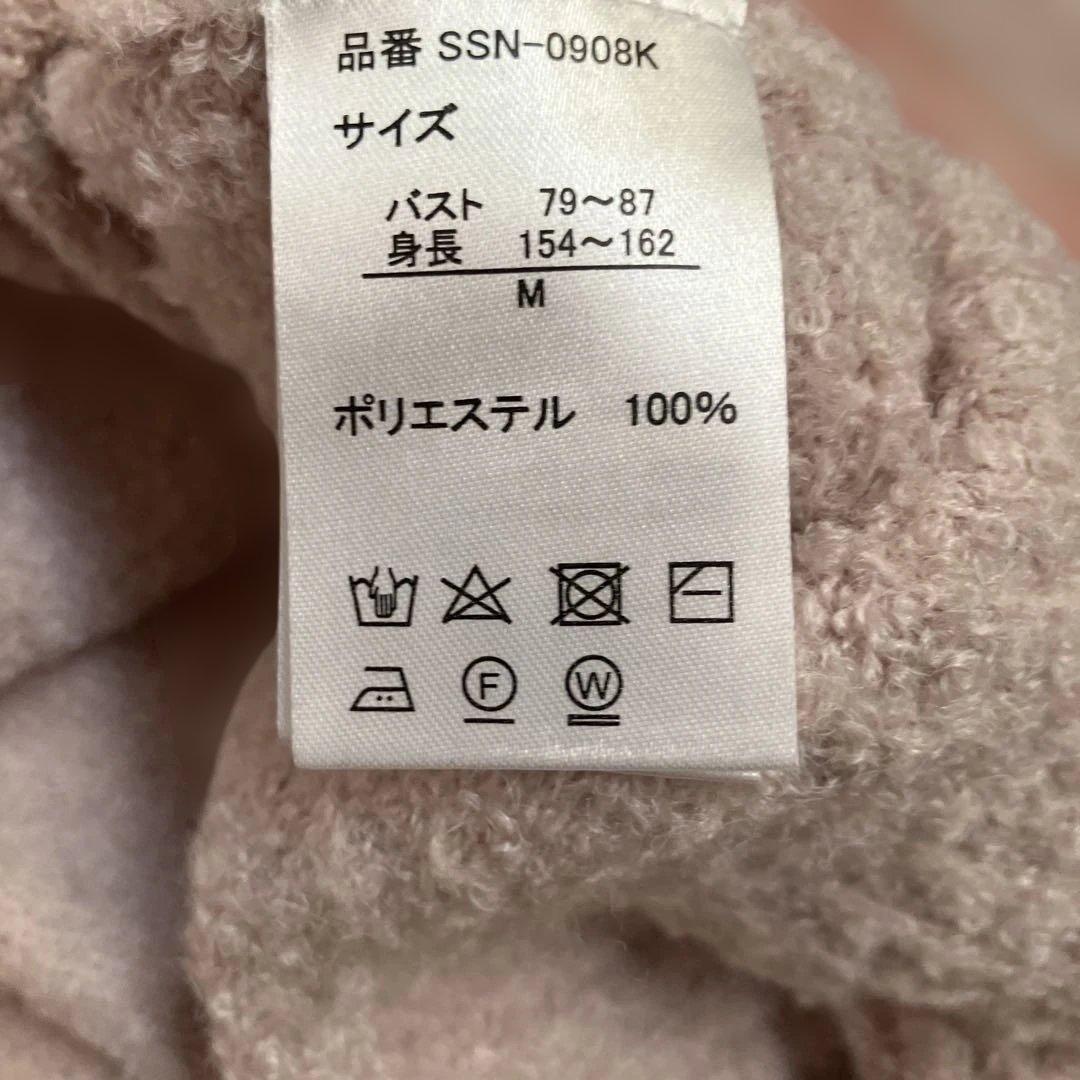 品番 SSN-0908K
サイズ
バスト 79～87
身長 154～162
M
ポリエステル 100%
F W